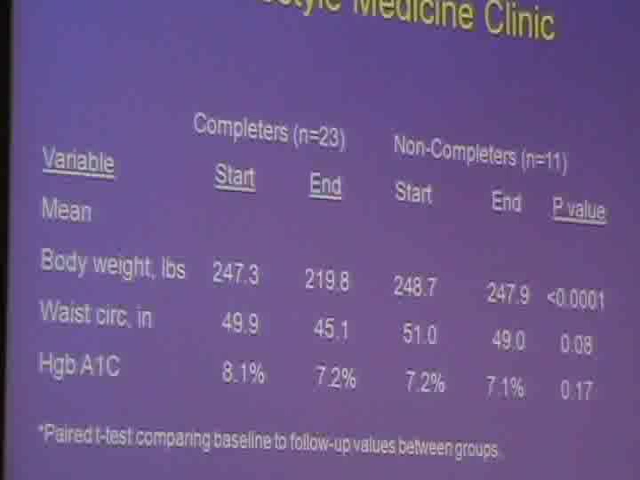 Medicine Clinic
Completers (n=23) Non-Completers (n=11)
Variable Start End Start End P value
Mean
Body weight, lbs 247.3 219.8 248.7 247.9 <0.0001
Waist circ, in 49.9 45.1 51.0 49.0 0.08
Hgb A1C 8.1% 7.2% 7.2% 7.1% 0.17
*Paired t-test comparing baseline to follow-up values between groups.